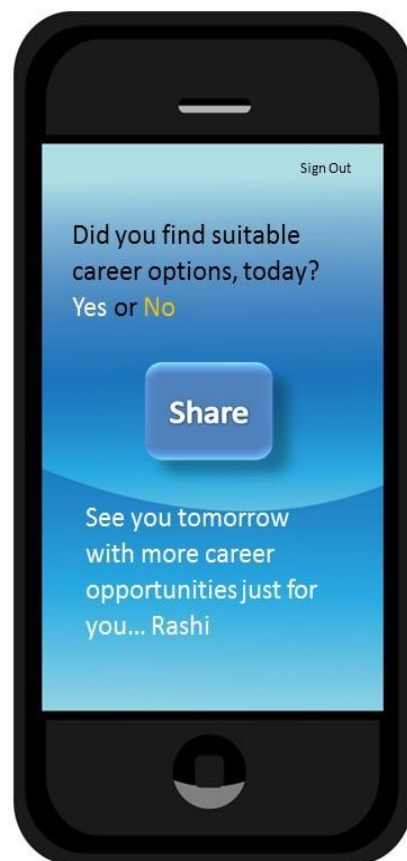 Sign Out
Did you find suitable
career options, today?
Yes or No
Share
See you tomorrow
with more career
opportunities just for
you... Rashi